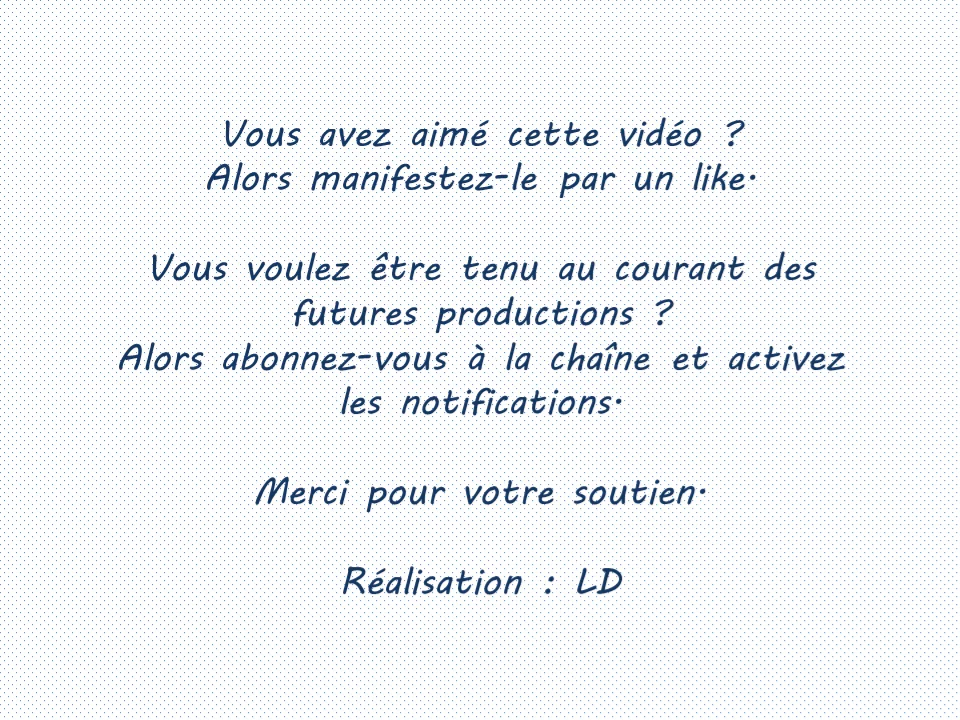 Vous avez aimé cette vidéo ?
Alors manifestez-le par un like.
Vous voulez être tenu au courant des
futures productions ?
Alors abonnez-vous à la chaîne et activez
les notifications.
Merci pour votre soutien.
Réalisation : LD